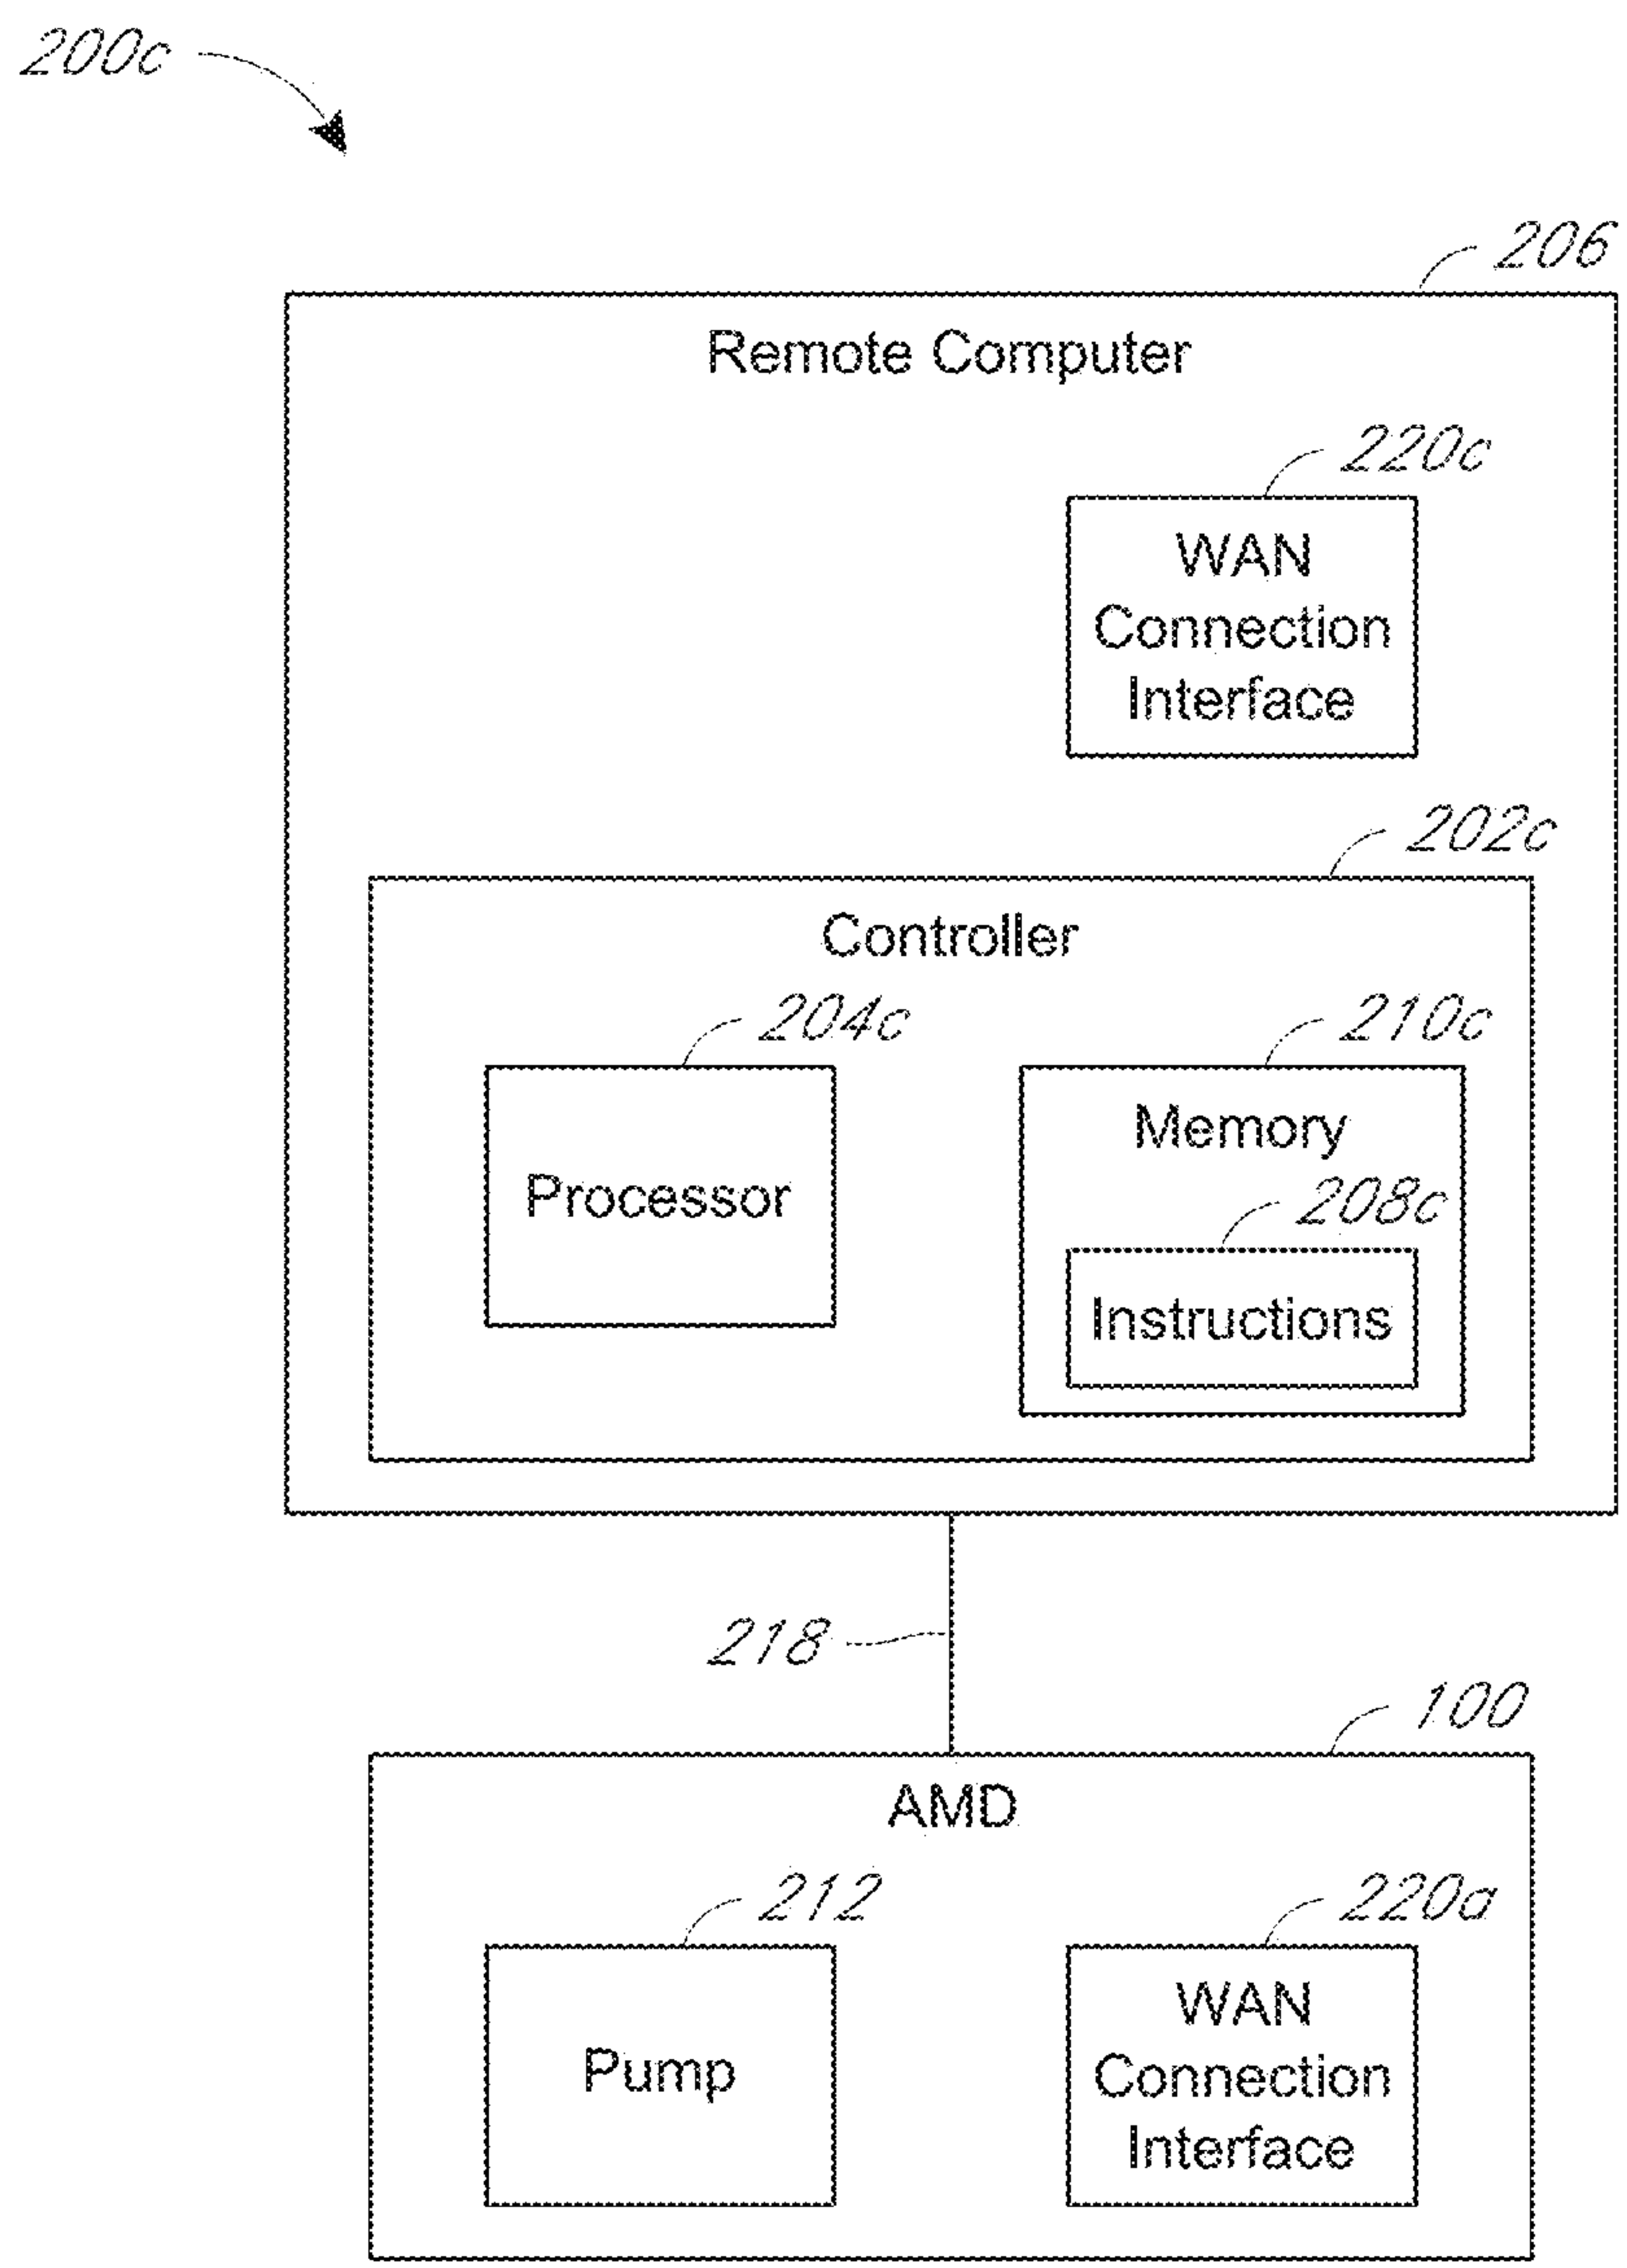 200c
206
Remote Computer
220c
WAN
Connection
Interface
202c
Controller
204c
210c
Processor
Memory
208c
Instructions
218
100
AMD
212
220a
Pump
WAN
Connection
Interface